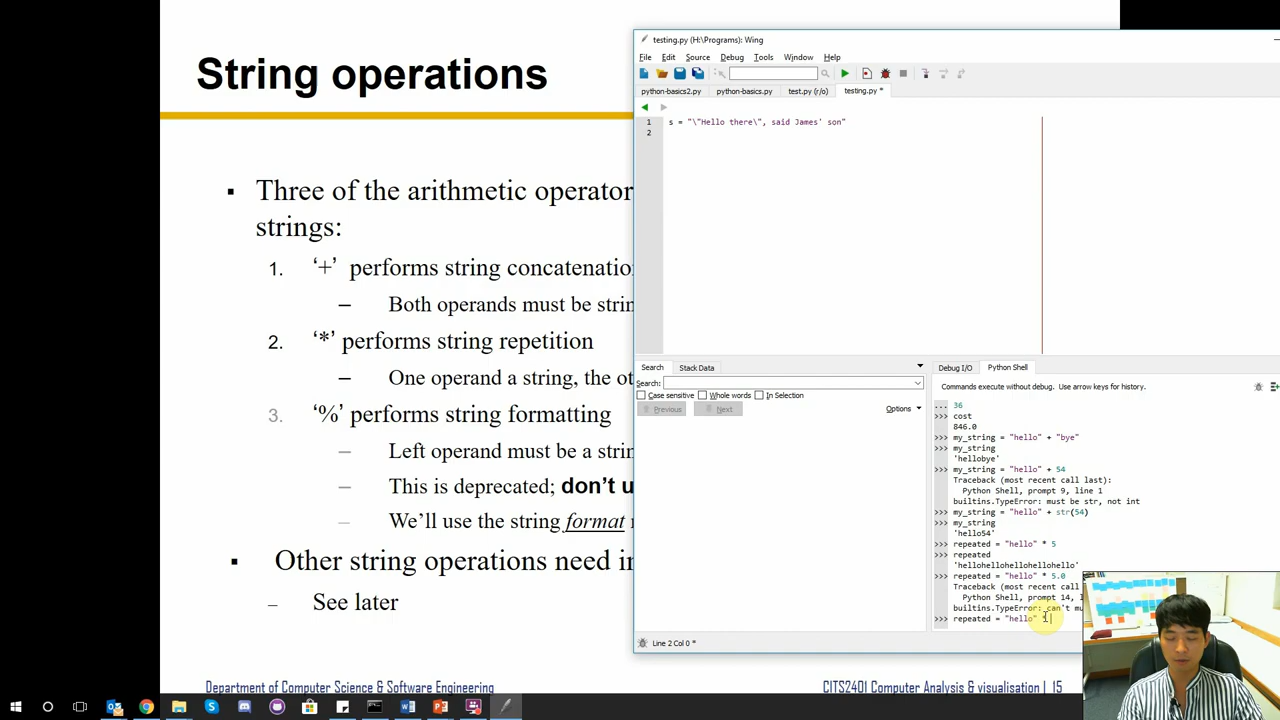 String operations
Three of the arithmetic operator
strings:
1. '+' performs string concatenatio
– Both operands must be strin
2. '*' performs string repetition
– One operand a string, the ot
3. '%' performs string formatting
– Left operand must be a strin
– This is deprecated; don't u
– We'll use the string format
Other string operations need i
– See later
Department of Computer Science & Software Engineering
CITS2401 Computer Analysis & visualisation | 15
testing.py (H:\Programs): Wing
File Edit Source Debug Tools Window Help
python-basics2.py python-basics.py test.py (r/o) testing.py *
1 s = "\"Hello there\", said James' son"
2
Search Stack Data
Search:
Case sensitive Whole words In Selection
Previous Next Options
Line 2 Col 0 *
Debug I/O Python Shell
Commands execute without debug. Use arrow keys for history.
... 36
>>> cost
846.0
>>> my_string = "hello" + "bye"
>>> my_string
'hellobye'
>>> my_string = "hello" + 54
Traceback (most recent call last):
Python Shell, prompt 9, line 1
builtins.TypeError: must be str, not int
>>> my_string = "hello" + str(54)
>>> my_string
'hello54'
>>> repeated = "hello" * 5
>>> repeated
'hellohellohellohellohello'
>>> repeated = "hello" * 5.0
Traceback (most recent call
Python Shell, prompt 14, l
builtins.TypeError: can't mu
>>> repeated = "hello"